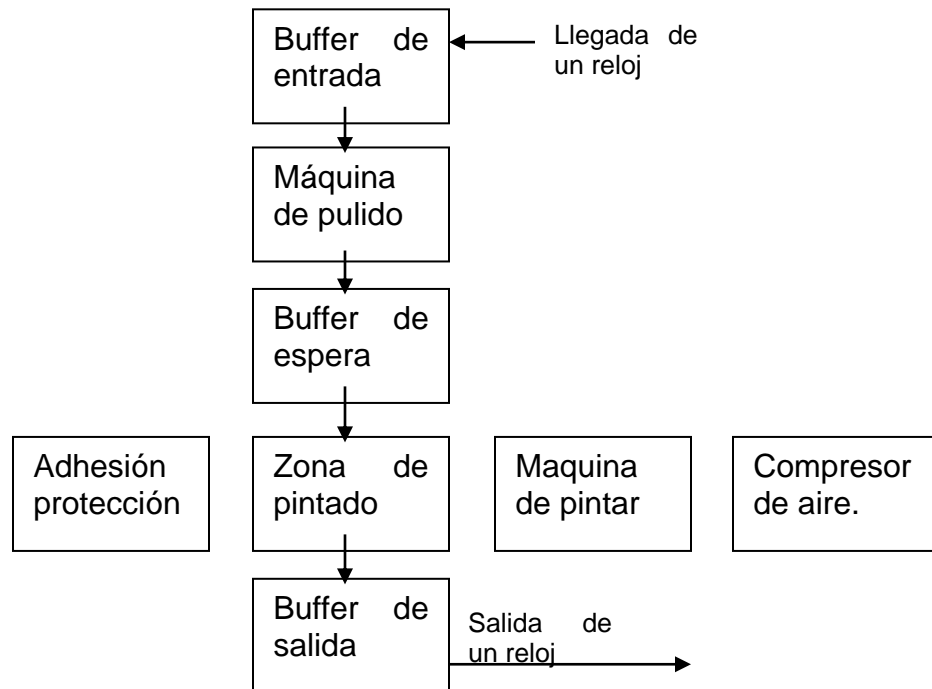 Buffer de
entrada
Llegada de
un reloj
Máquina
de pulido
Buffer de
espera
Adhesión
protección
Zona de
pintado
Maquina
de pintar
Compresor
de aire.
Buffer de
salida
Salida de
un reloj